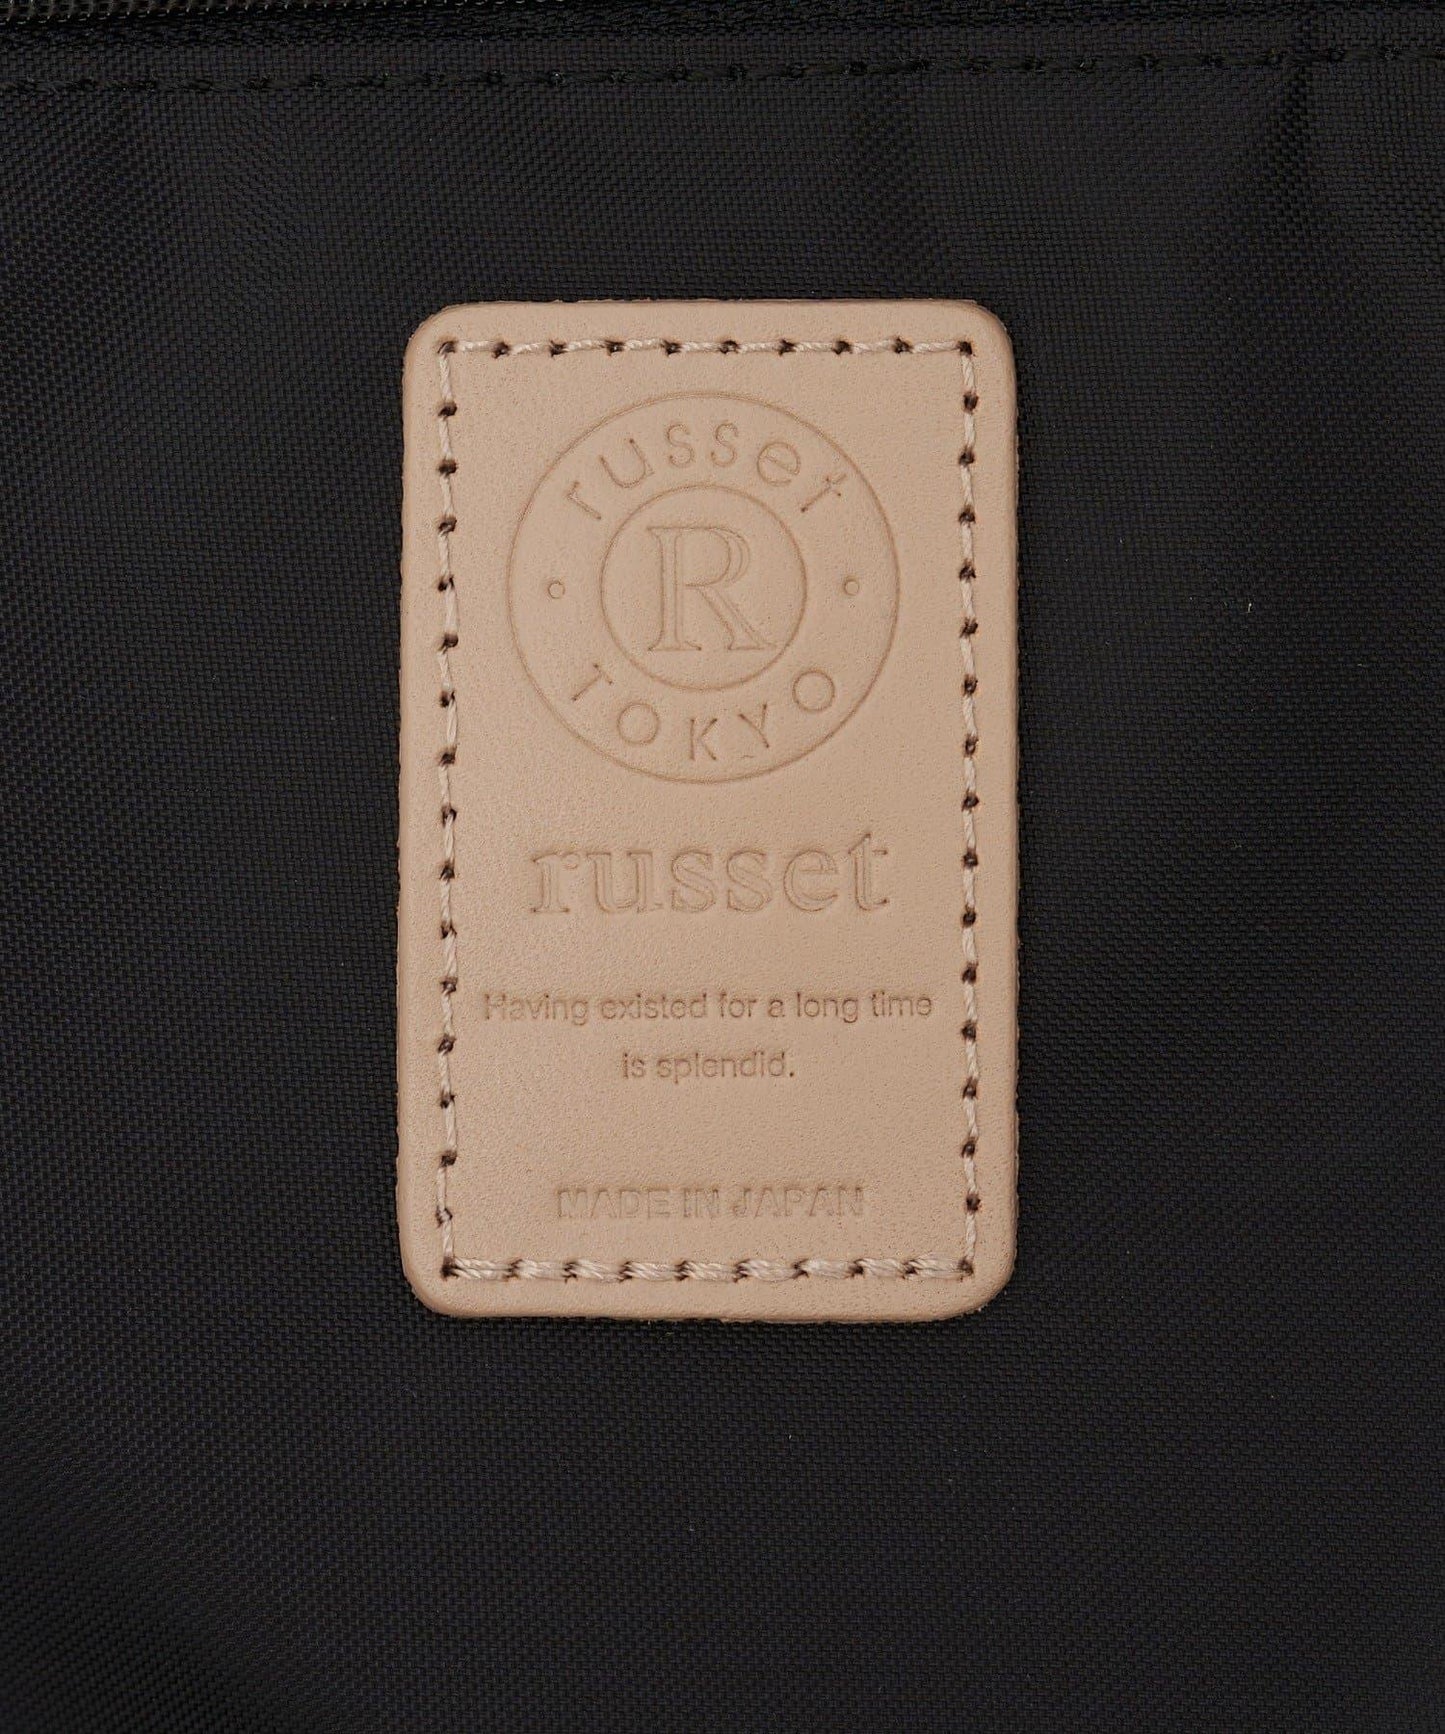 russet
R
TOKYO
russet
Having existed for a long time
is splendid.
MADE IN JAPAN